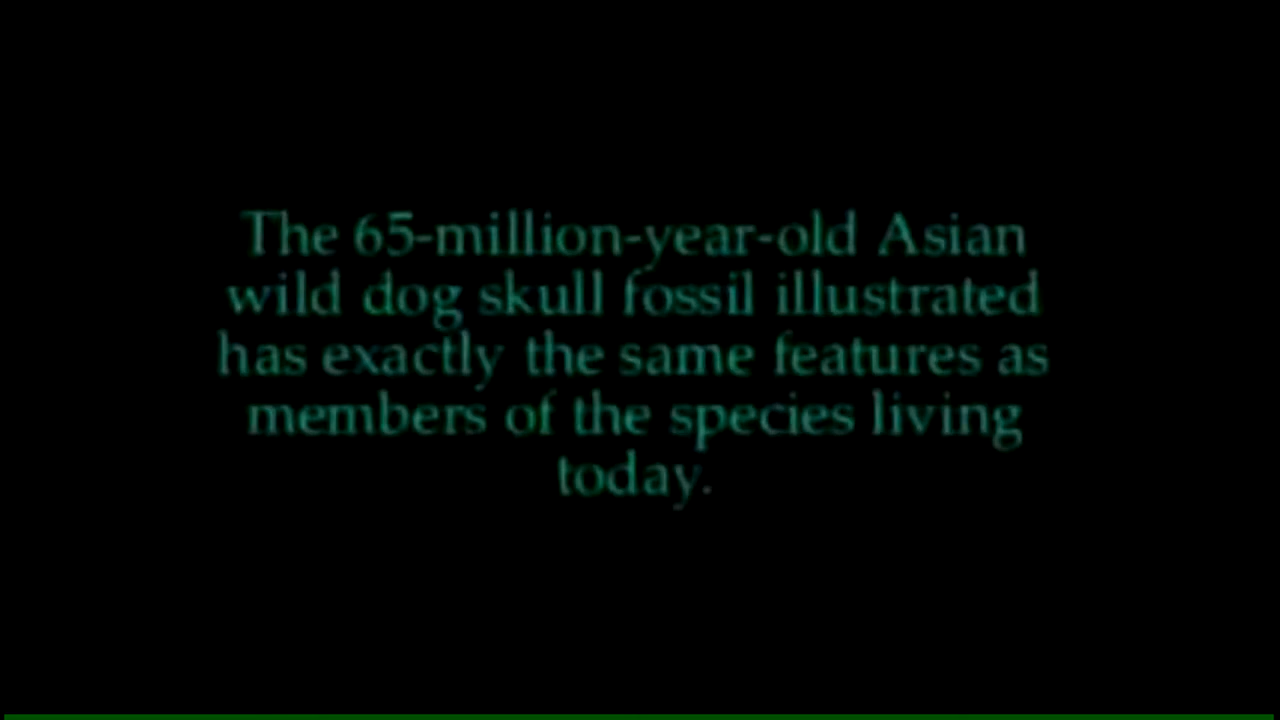 The 65-million-year-old Asian
wild dog skull fossil illustrated
has exactly the same features as
members of the species living
today.